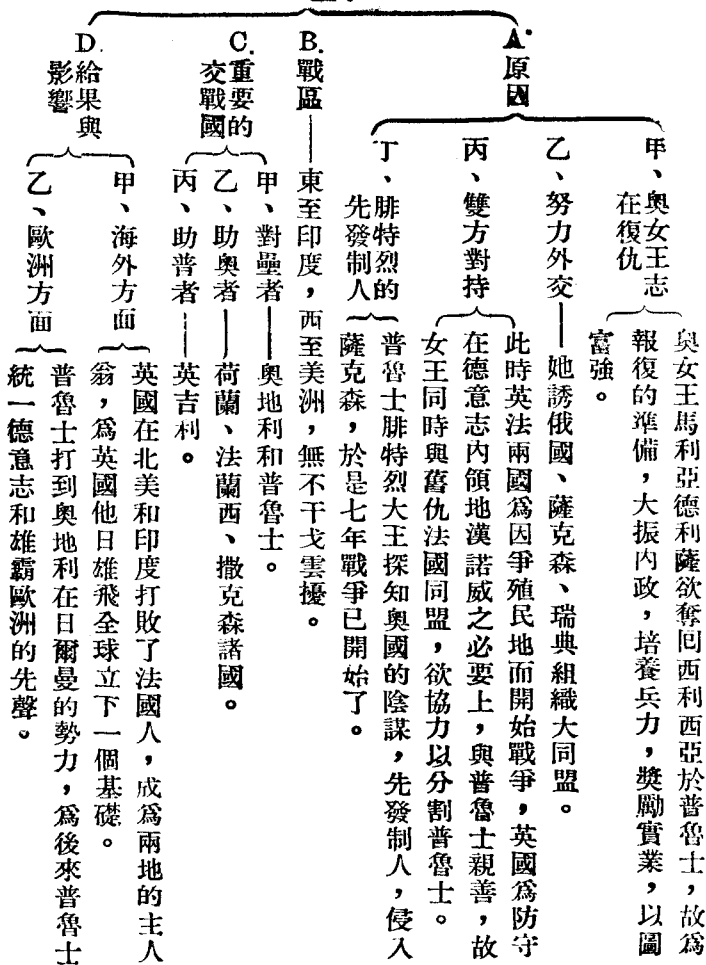 A.原因
甲、奧女王志
在復仇
奧女王馬利亞德利薩欲奪回西利西亞於普魯士，故爲
報復的準備，大振內政，培養兵力，獎勵實業，以圖
富強。
乙、努力外交
她誘俄國、薩克森、瑞典組織大同盟。
丙、雙方對持
此時英法兩國爲因爭殖民地而開始戰爭，英國爲防守
在德意志內領地漢諾威之必要上，與普魯士親善，故
女王同時與舊仇法國同盟，欲協力以分割普魯士。
丁、腓特烈的
先發制人
普魯士腓特烈大王探知奧國的陰謀，先發制人，侵入
薩克森，於是七年戰爭已開始了。
B.戰區
東至印度，西至美洲，無不干戈雲擾。
C.重要的
交戰國
甲、對壘者
奧地利和普魯士。
乙、助奧者
荷蘭、法蘭西、撒克森諸國。
丙、助普者
英吉利。
D.給果與
影響
甲、海外方面
英國在北美和印度打敗了法國人，成爲兩地的主人
翁，爲英國他日雄飛全球立下一個基礎。
乙、歐洲方面
普魯士打到奧地利在日爾曼的勢力，爲後來普魯士
統一德意志和雄霸歐洲的先聲。